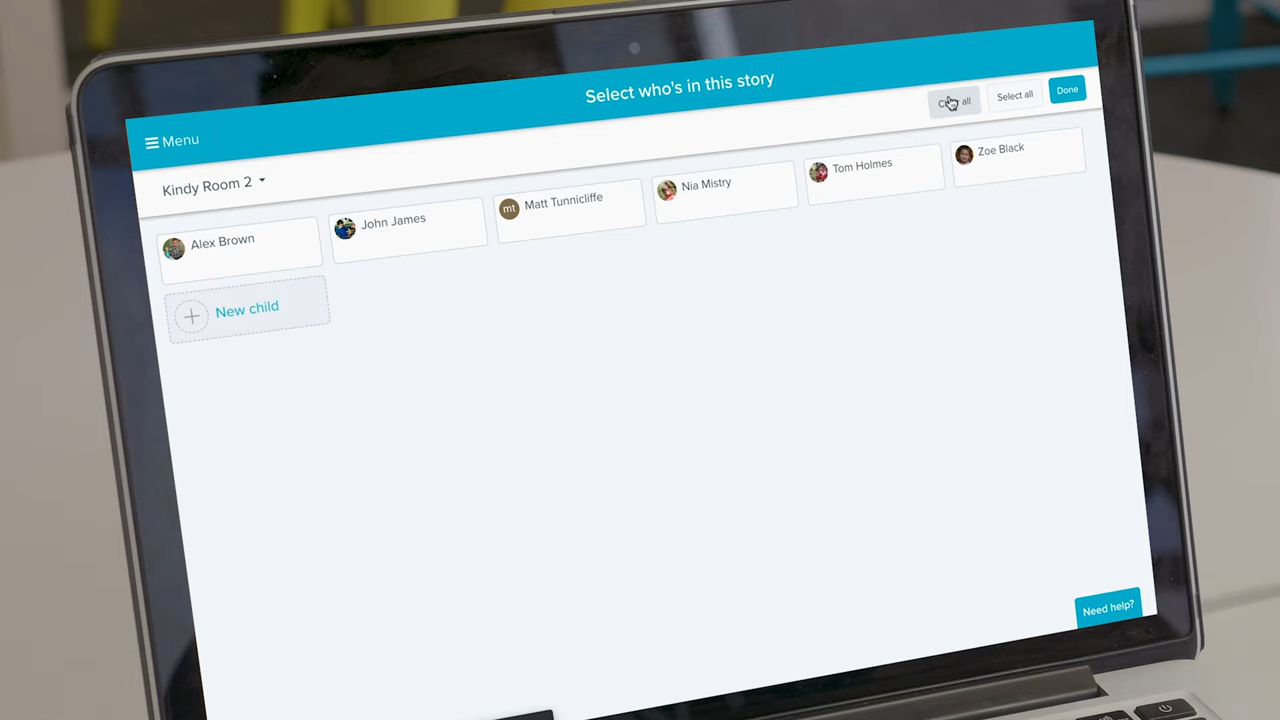 Select who's in this story
Menu
all
Select all
Done
Kindy Room 2
Alex Brown
John James
mt
Matt Tunnicliffe
Nia Mistry
Tom Holmes
Zoe Black
New child
Need help?